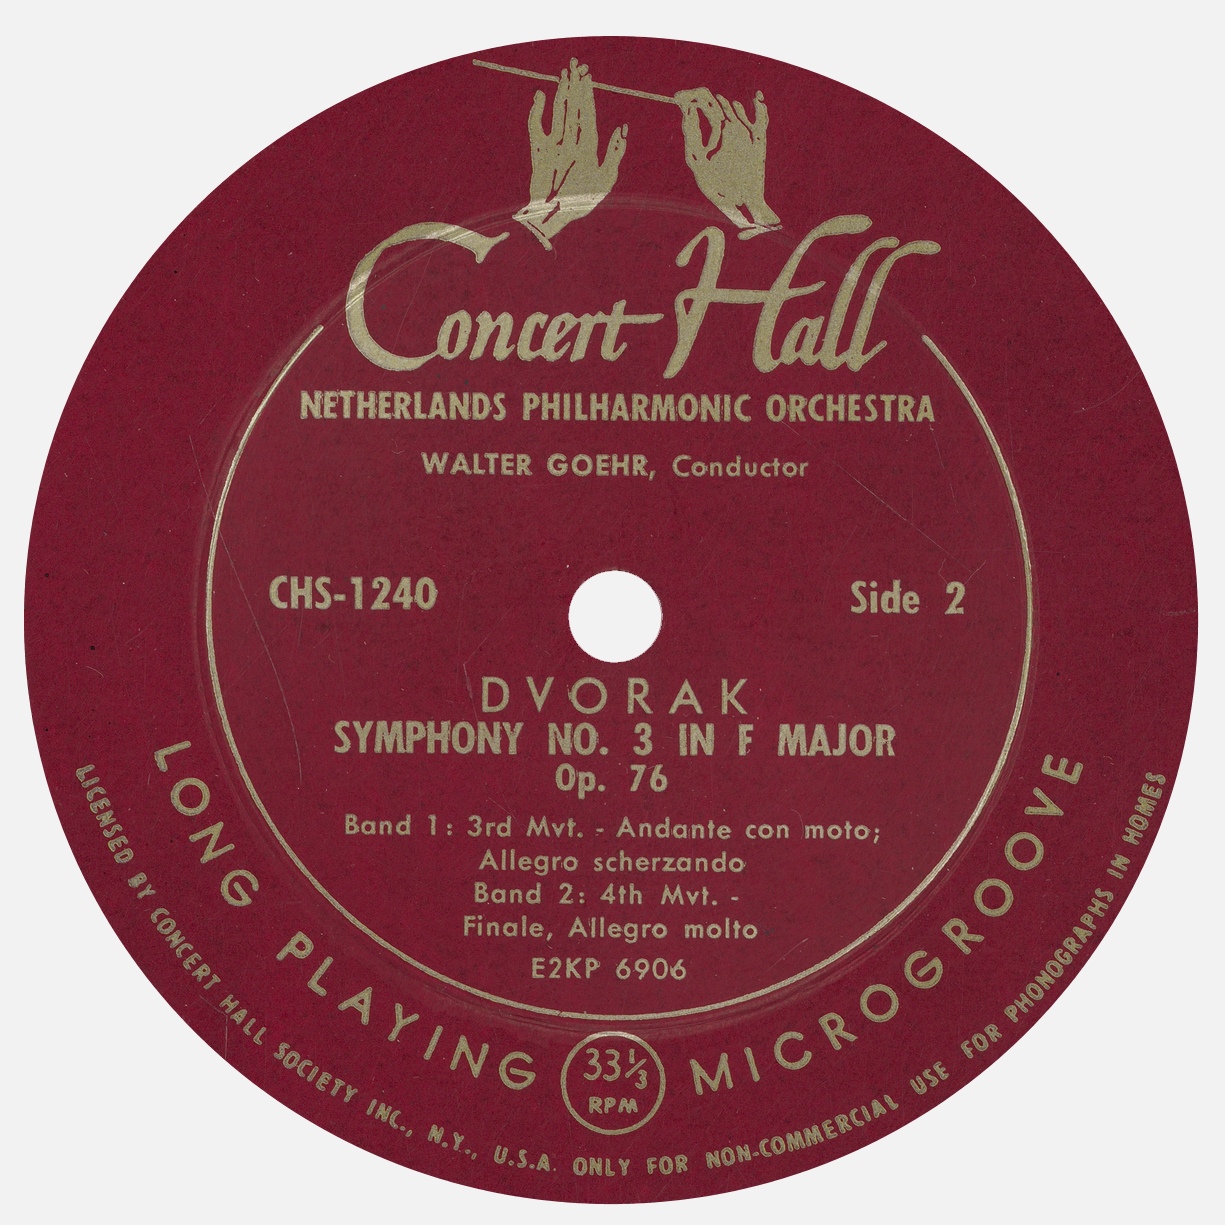 Concert Hall
NETHERLANDS PHILHARMONIC ORCHESTRA
WALTER GOEHR, Conductor
CHS-1240
Side 2
DVORAK
SYMPHONY NO. 3 IN F MAJOR
Op. 76
Band 1: 3rd Mvt. - Andante con moto;
Allegro scherzando
Band 2: 4th Mvt. -
Finale, Allegro molto
E2KP 6906
LONG PLAYING
33 1/3
RPM
MICROGROOVE
LICENSED BY CONCERT HALL SOCIETY INC., N.Y., U.S.A. ONLY FOR NON-COMMERCIAL USE FOR PHONOGRAPHS IN HOMES